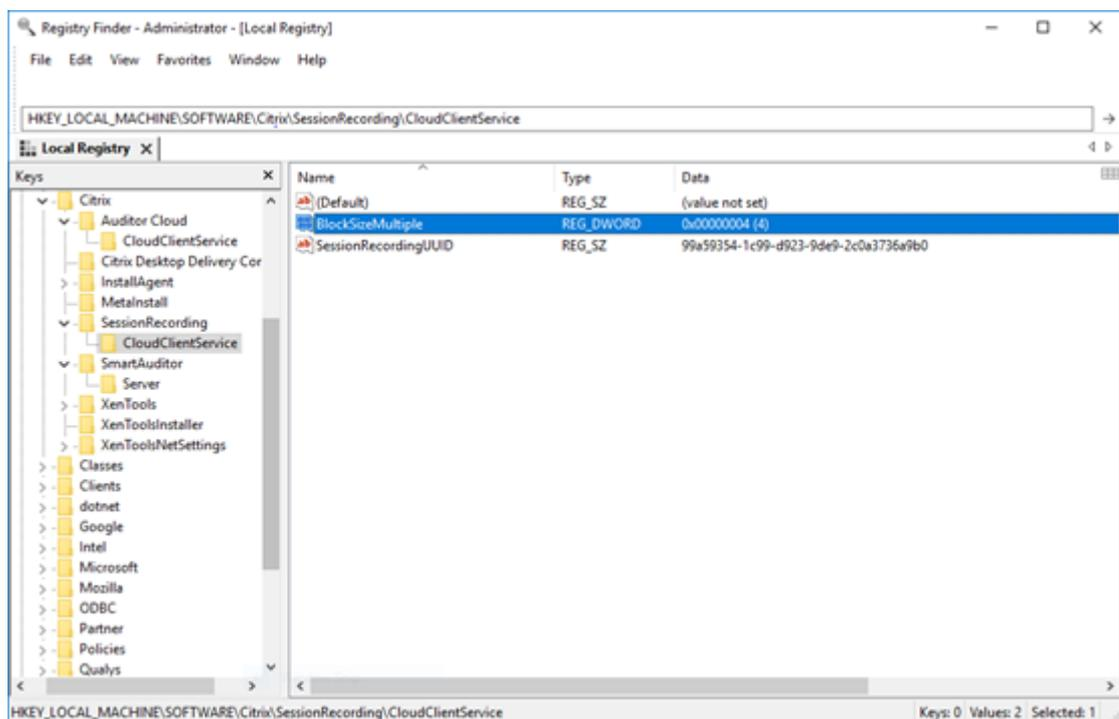 Registry Finder - Administrator - [Local Registry]
File Edit View Favorites Window Help
HKEY_LOCAL_MACHINE\SOFTWARE\Citrix\SessionRecording\CloudClientService
Local Registry
Keys
Name Type Data
Citrix
Auditor Cloud
CloudClientService
Citrix Desktop Delivery Cor
InstallAgent
MetaInstall
SessionRecording
CloudClientService
SmartAuditor
Server
XenTools
XenToolsInstaller
XenToolsNetSettings
Classes
Clients
dotnet
Google
Intel
Microsoft
Mozilla
ODBC
Partner
Policies
Qualys
(Default) REG_SZ (value not set)
BlockSizeMultiple REG_DWORD 0x00000004 (4)
SessionRecordingUUID REG_SZ 99a59354-1c99-d923-9de9-2c0a3736a9b0
HKEY_LOCAL_MACHINE\SOFTWARE\Citrix\SessionRecording\CloudClientService
Keys: 0 Values: 2 Selected: 1